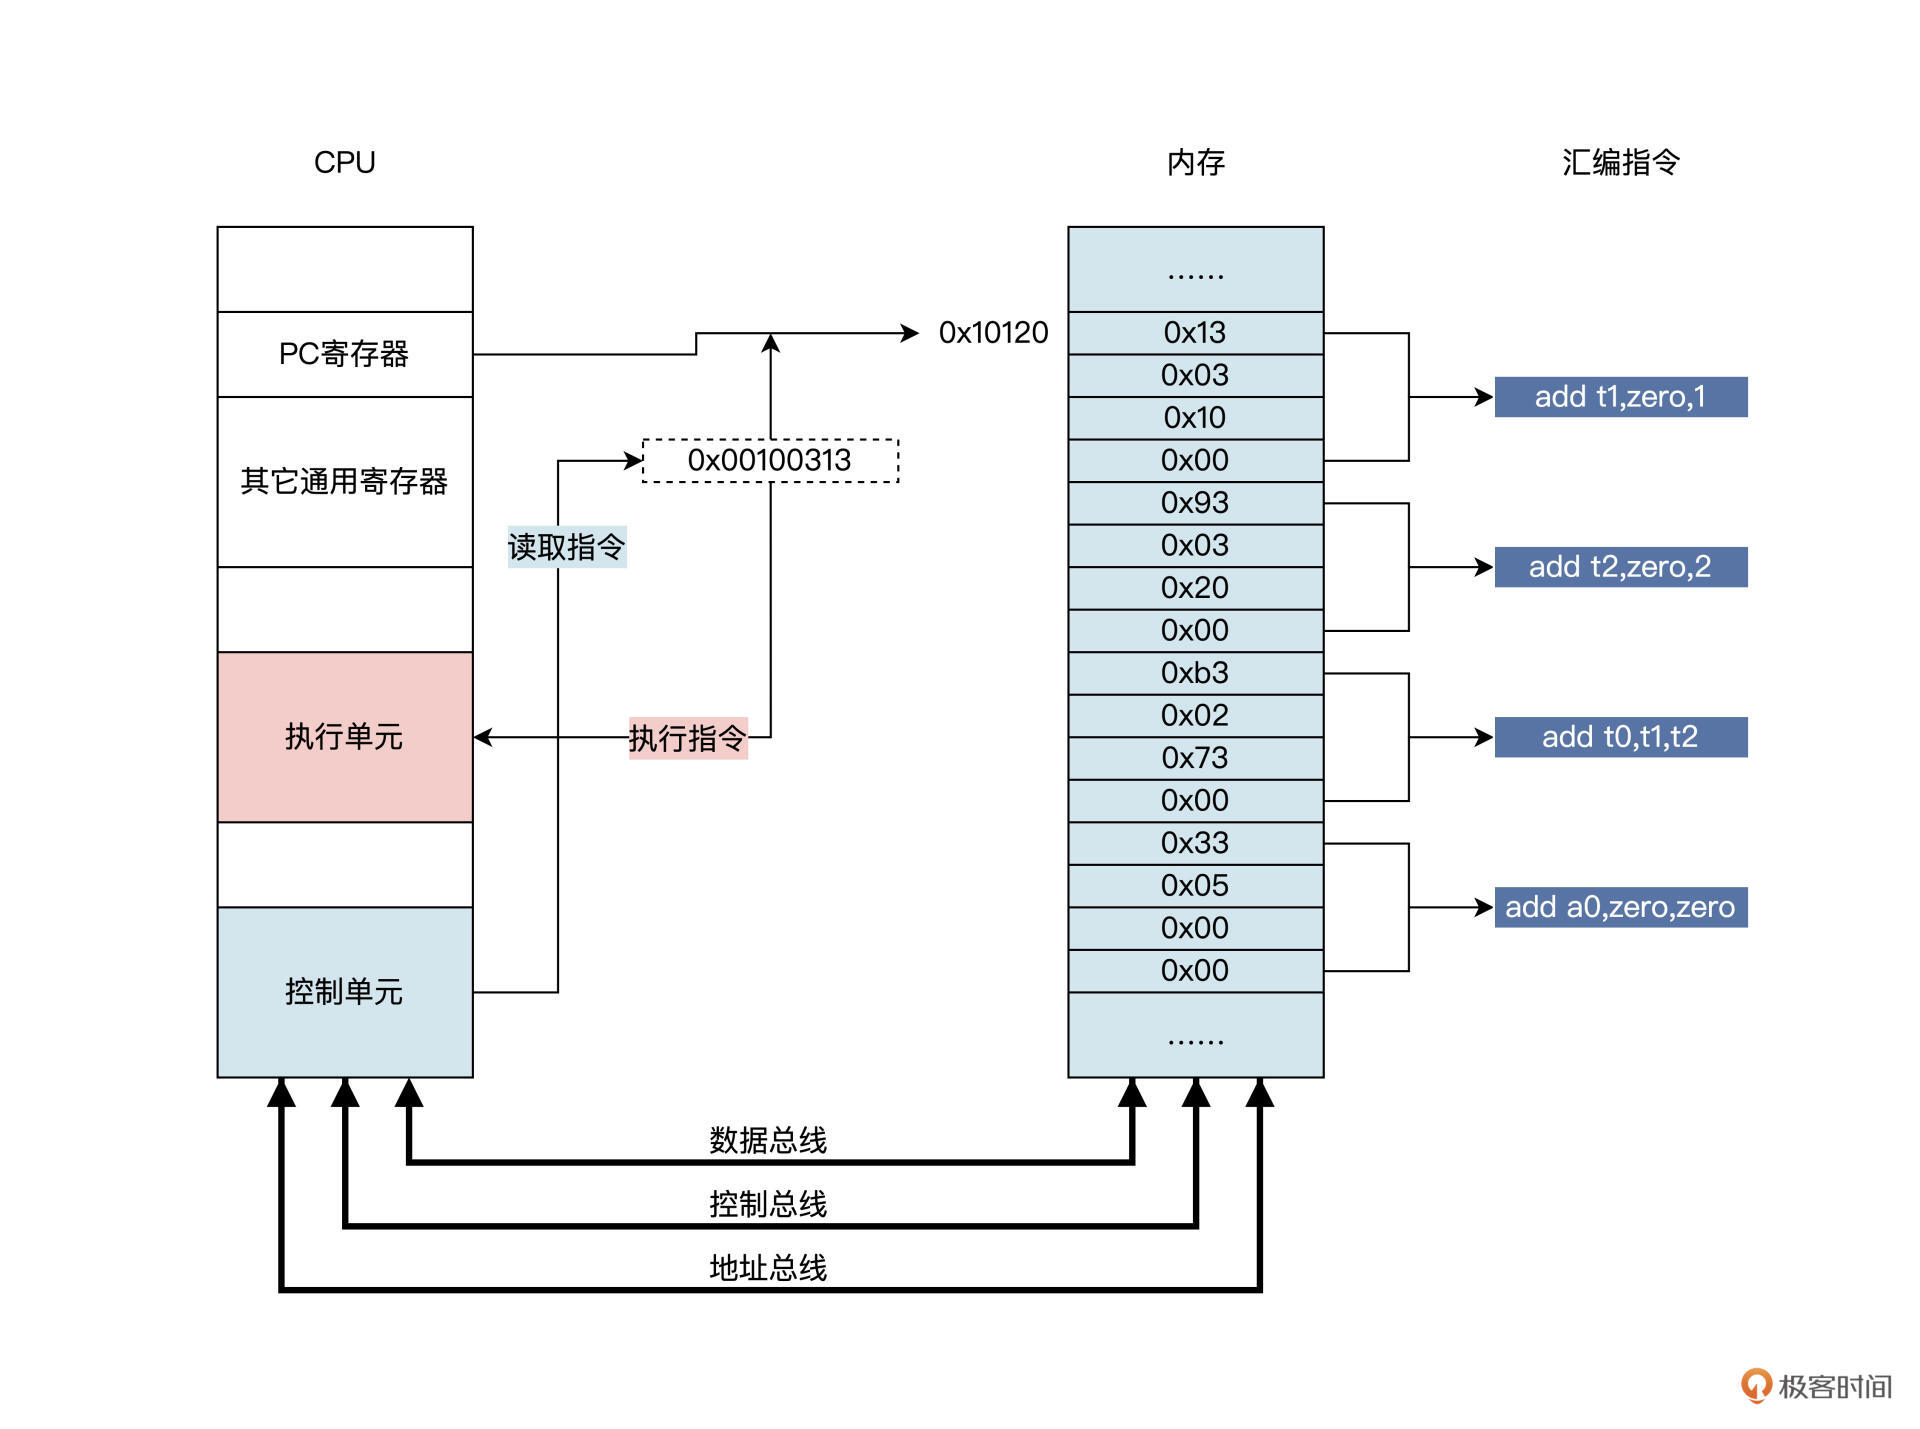 CPU
内存
汇编指令
......
PC寄存器
0x10120
0x13
0x03
add t1,zero,1
0x10
其它通用寄存器
0x00100313
0x00
0x93
读取指令
0x03
add t2,zero,2
0x20
0x00
0xb3
执行单元
执行指令
0x02
add t0,t1,t2
0x73
0x00
0x33
0x05
add a0,zero,zero
0x00
控制单元
0x00
......
数据总线
控制总线
地址总线
极客时间